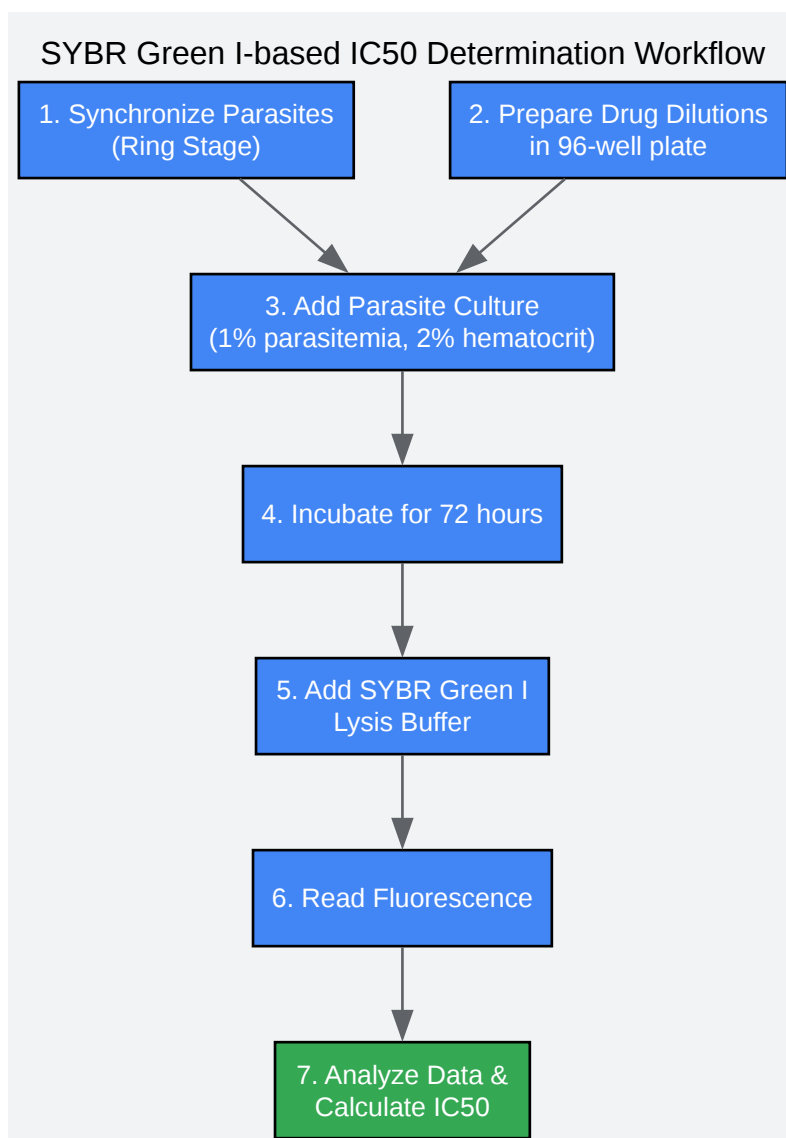 SYBR Green I-based IC50 Determination Workflow
1. Synchronize Parasites
(Ring Stage)
2. Prepare Drug Dilutions
in 96-well plate
3. Add Parasite Culture
(1% parasitemia, 2% hematocrit)
4. Incubate for 72 hours
5. Add SYBR Green I
Lysis Buffer
6. Read Fluorescence
7. Analyze Data &
Calculate IC50